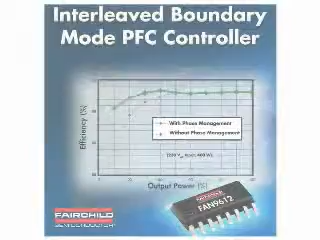 Interleaved Boundary
Mode PFC Controller
Efficiency (%)
With Phase Management
Without Phase Management
Output Power (%)
FAN9612
FAIRCHILD
SEMICONDUCTOR